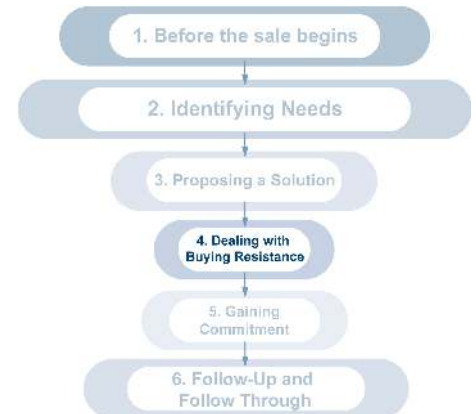 1. Before the sale begins
2. Identifying Needs
3. Proposing a Solution
4. Dealing with
Buying Resistance
5. Gaining
Commitment
6. Follow-Up and
Follow Through